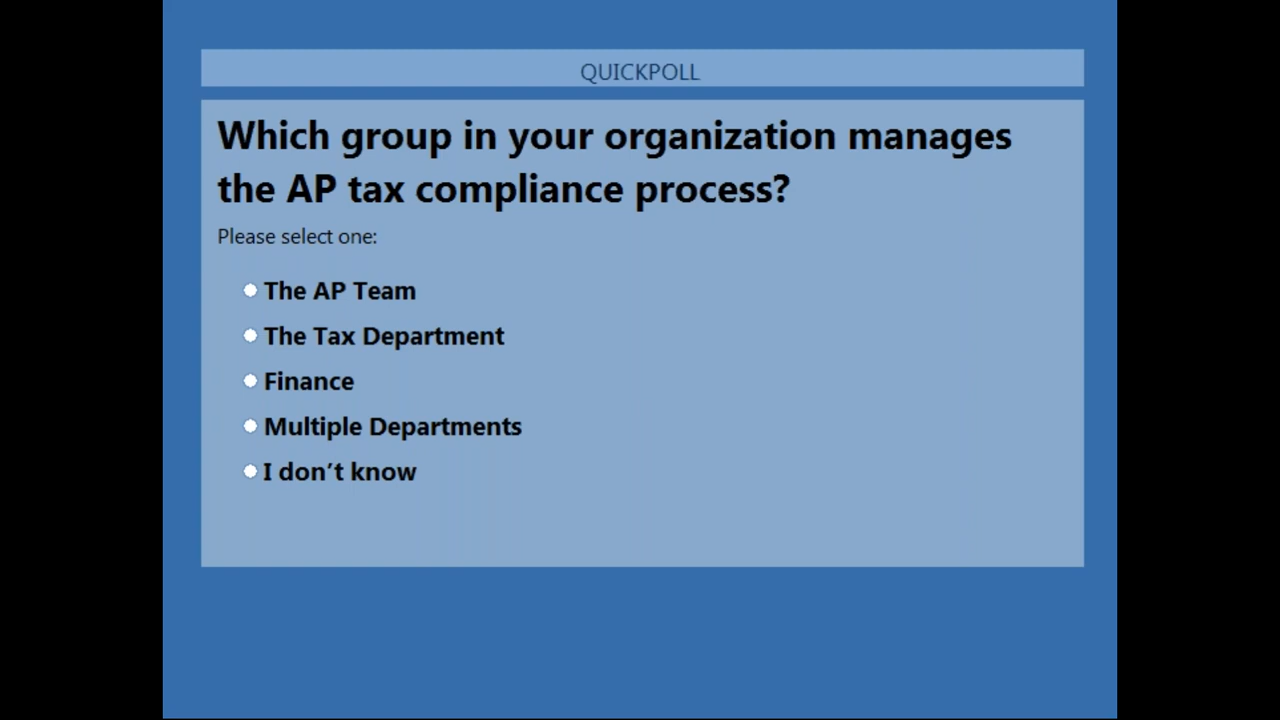 QUICKPOLL
Which group in your organization manages
the AP tax compliance process?
Please select one:
The AP Team
The Tax Department
Finance
Multiple Departments
I don’t know